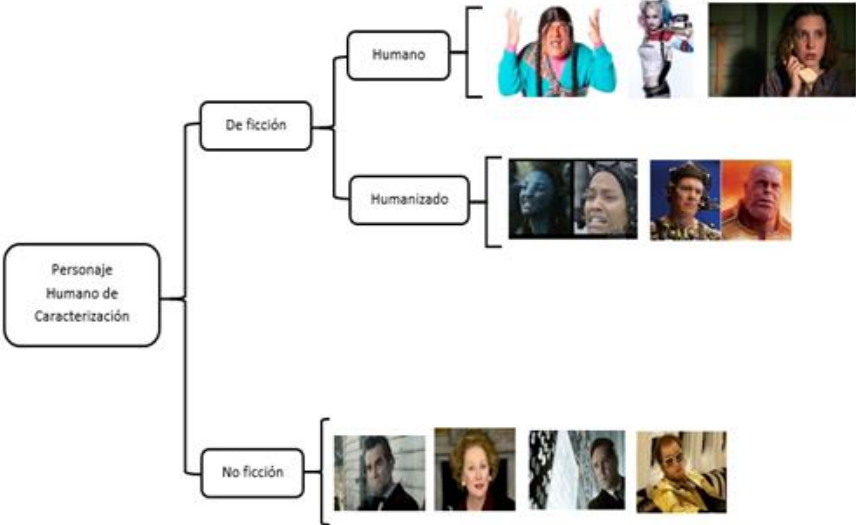 Humano
De ficción
Humanizado
Personaje
Humano de
Caracterización
No ficción